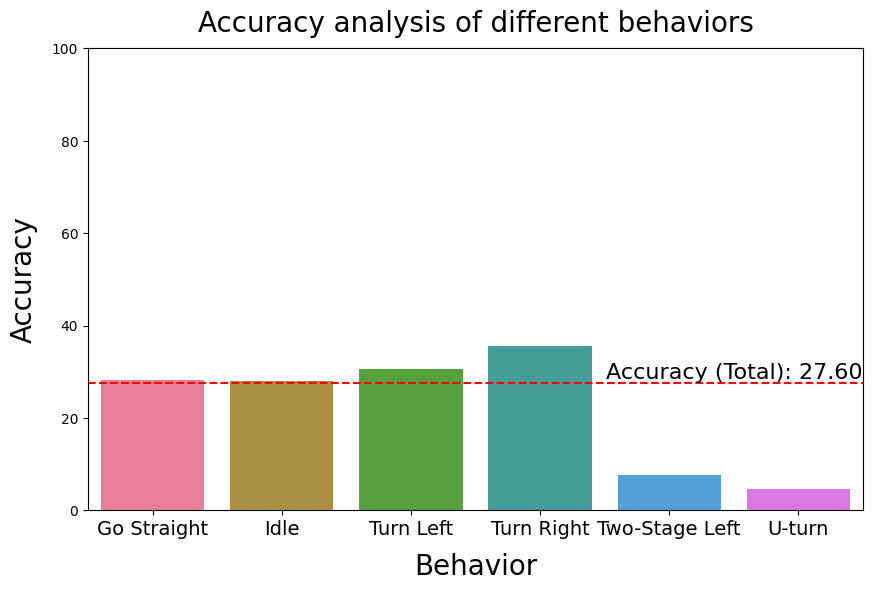 Accuracy analysis of different behaviors
Accuracy
100
80
60
40
20
0
Accuracy (Total): 27.60
Go Straight
Idle
Turn Left
Turn Right
Two-Stage Left
U-turn
Behavior